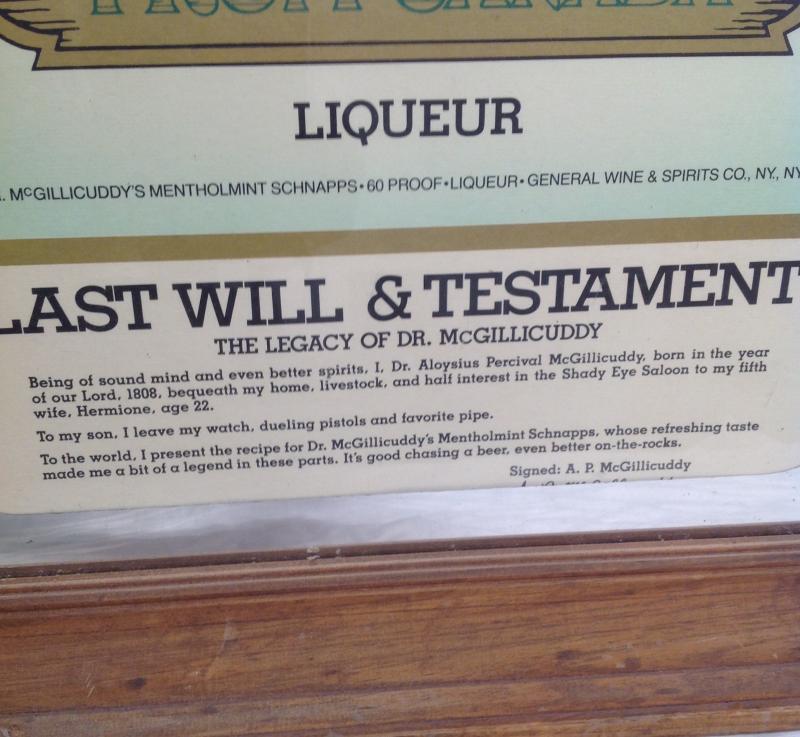 LIQUEUR
. McGILLICUDDY'S MENTHOLMINT SCHNAPPS•60 PROOF•LIQUEUR•GENERAL WINE & SPIRITS CO., NY., NY
LAST WILL & TESTAMENT
THE LEGACY OF DR. McGILLICUDDY
Being of sound mind and even better spirits, I, Dr. Aloysius Percival McGillicuddy, born in the year
of our Lord, 1808, bequeath my home, livestock, and half interest in the Shady Eye Saloon to my fifth
wife, Hermione, age 22.
To my son, I leave my watch, dueling pistols and favorite pipe.
To the world, I present the recipe for Dr. McGillicuddy's Mentholmint Schnapps, whose refreshing taste
made me a bit of a legend in these parts. It's good chasing a beer, even better on-the-rocks.
Signed: A. P. McGillicuddy